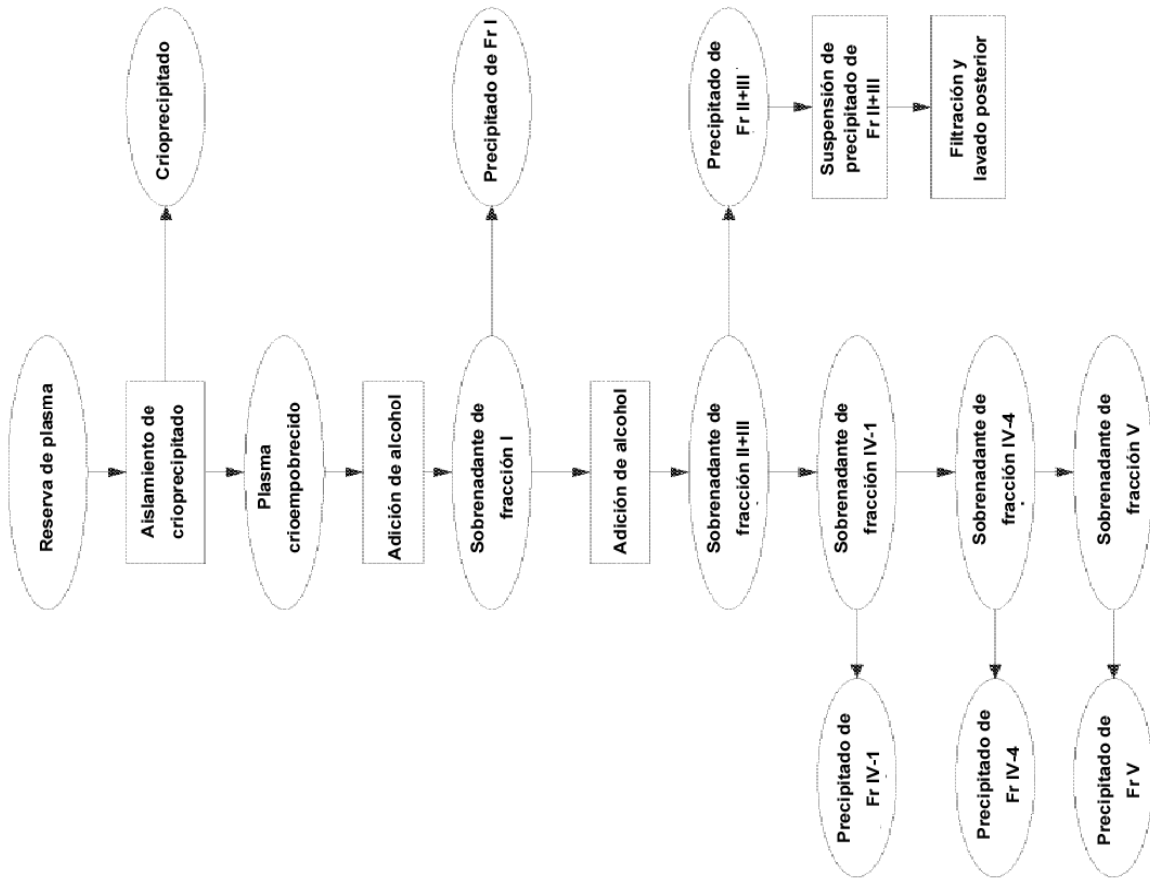 Reserva de plasma
Aislamiento de
crioprecipitado
Crioprecipitado
Plasma
crioempobrecido
Adición de alcohol
Sobrenadante de
fracción I
Precipitado de Fr I
Adición de alcohol
Sobrenadante de
fracción II+III
Precipitado de
Fr II+III
Suspensión de
precipitado de
Fr II+III
Filtración y
lavado posterior
Sobrenadante de
fracción IV-1
Precipitado de
Fr IV-1
Sobrenadante de
fracción IV-4
Precipitado de
Fr IV-4
Sobrenadante de
fracción V
Precipitado de
Fr V